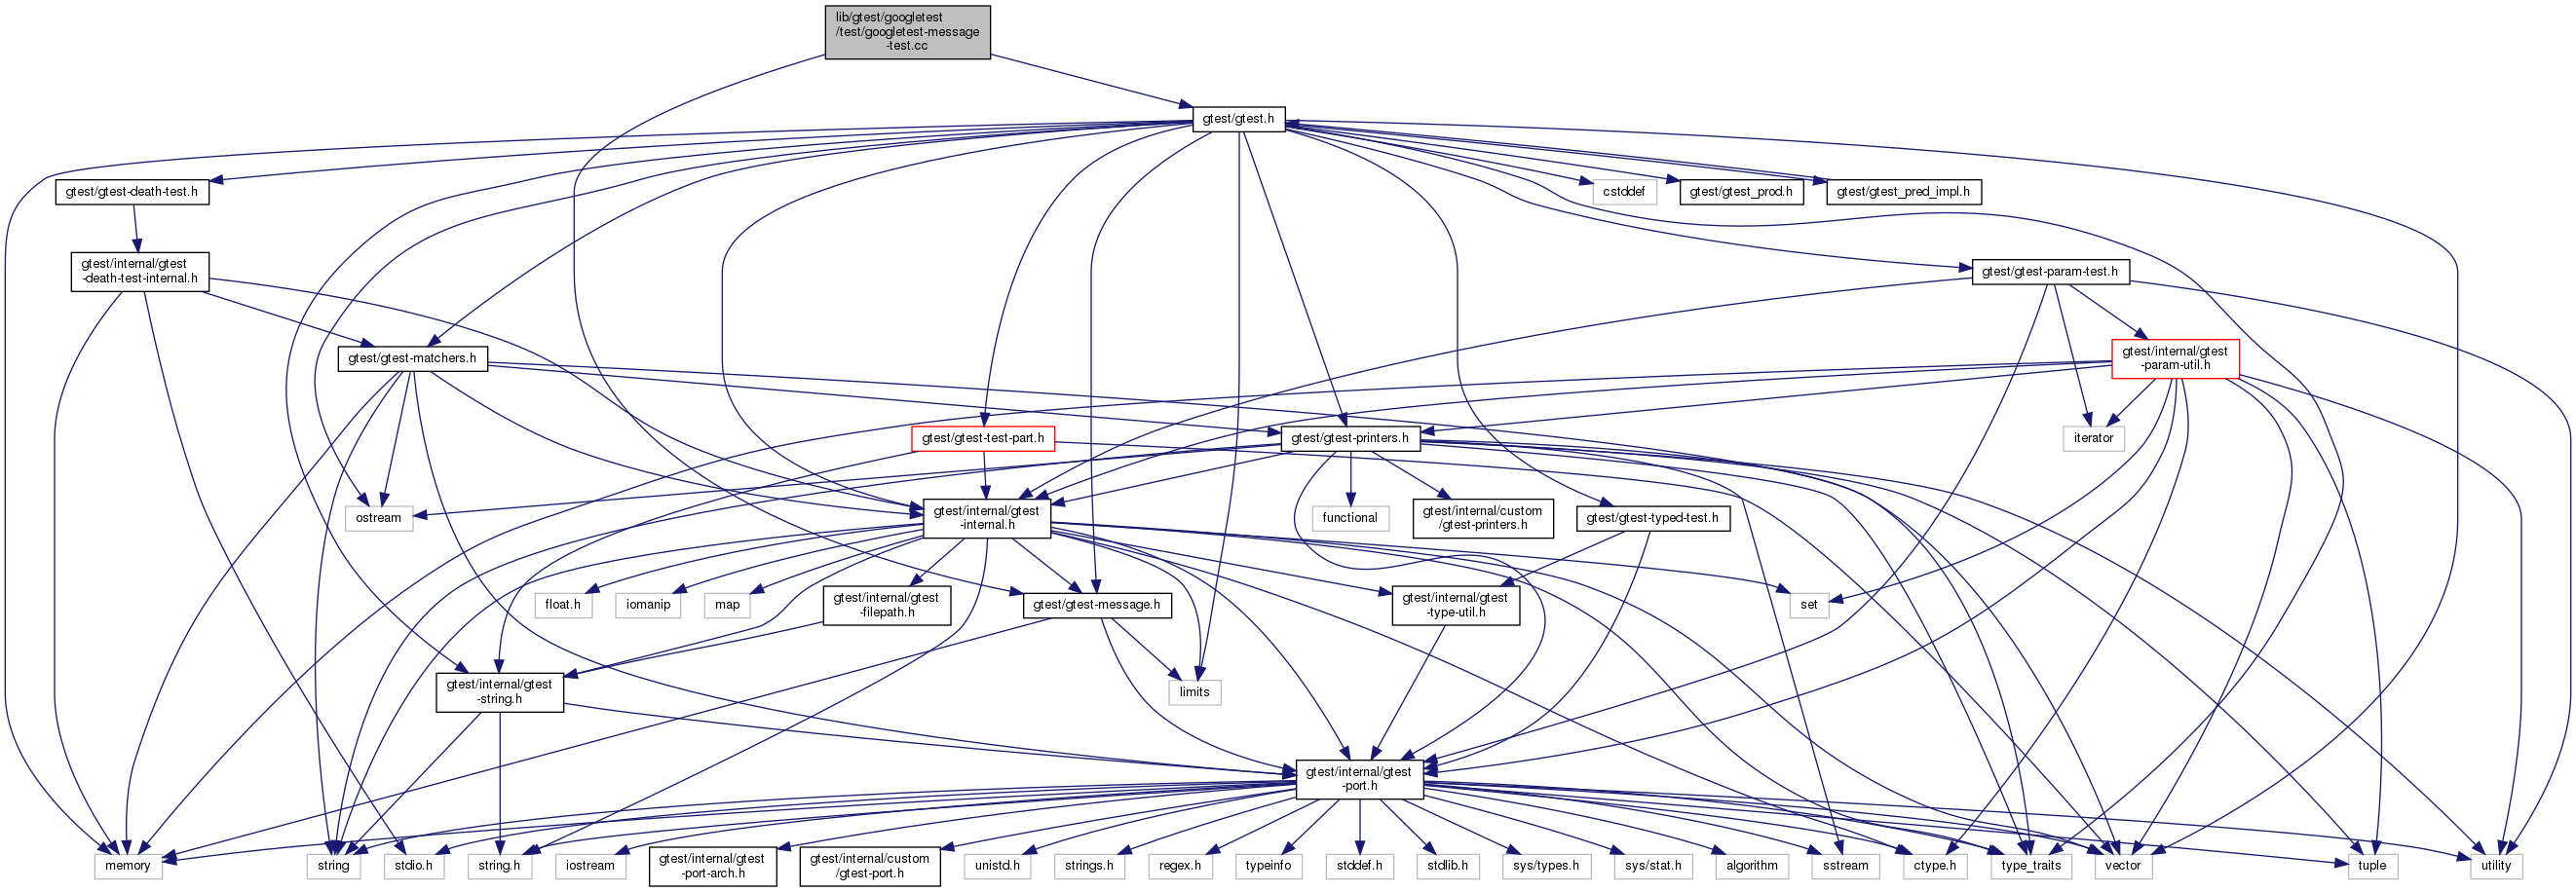 lib/gtest/googletest
/test/googletest-message
-test.cc
gtest/gtest.h
gtest/gtest-death-test.h
cstddef
gtest/gtest_prod.h
gtest/gtest_pred_impl.h
gtest/internal/gtest
-death-test-internal.h
gtest/gtest-param-test.h
gtest/gtest-matchers.h
gtest/internal/gtest
-param-util.h
gtest/gtest-test-part.h
gtest/gtest-printers.h
iterator
ostream
gtest/internal/gtest
-internal.h
functional
gtest/internal/custom
/gtest-printers.h
gtest/gtest-typed-test.h
float.h
iomanip
map
gtest/internal/gtest
-filepath.h
gtest/gtest-message.h
gtest/internal/gtest
-type-util.h
set
gtest/internal/gtest
-string.h
limits
gtest/internal/gtest
-port.h
memory
string
stdio.h
string.h
iostream
gtest/internal/gtest
-port-arch.h
gtest/internal/custom
/gtest-port.h
unistd.h
strings.h
regex.h
typeinfo
stddef.h
stdlib.h
sys/types.h
sys/stat.h
algorithm
sstream
ctype.h
type_traits
vector
tuple
utility